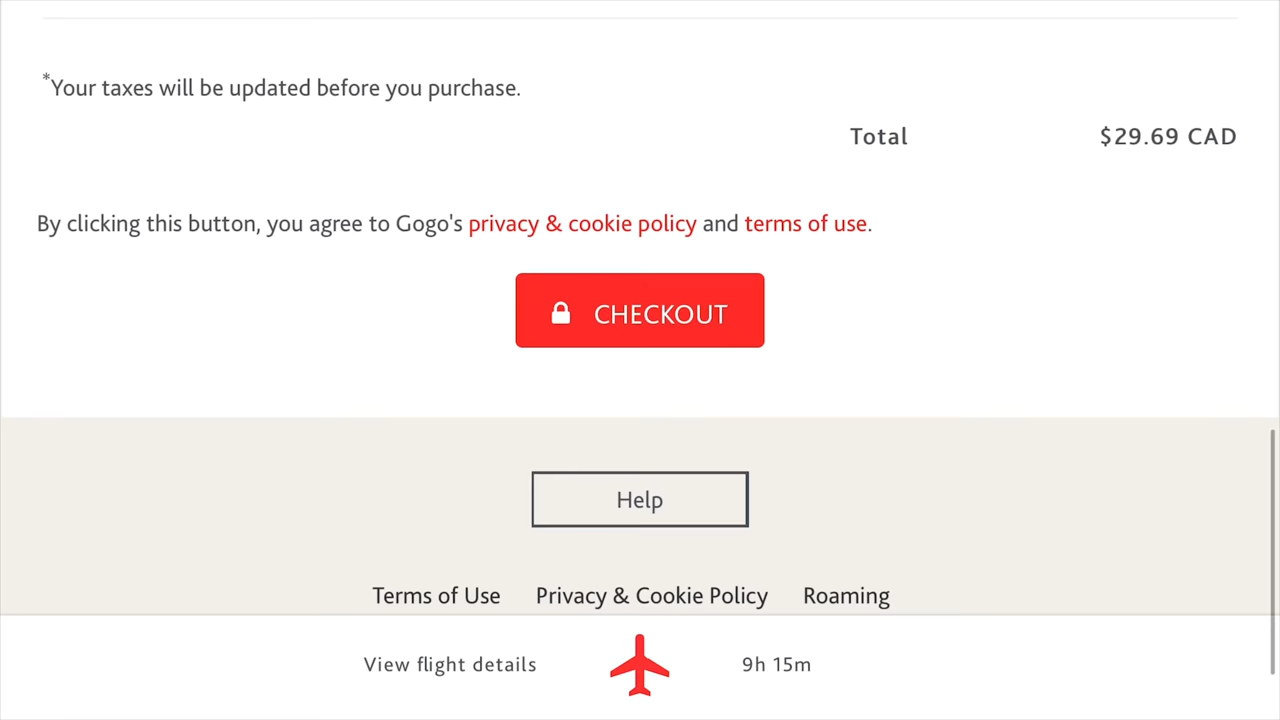 *Your taxes will be updated before you purchase.
Total $29.69 CAD
By clicking this button, you agree to Gogo's privacy & cookie policy and terms of use.
CHECKOUT
Help
Terms of Use Privacy & Cookie Policy Roaming
View flight details 9h 15m